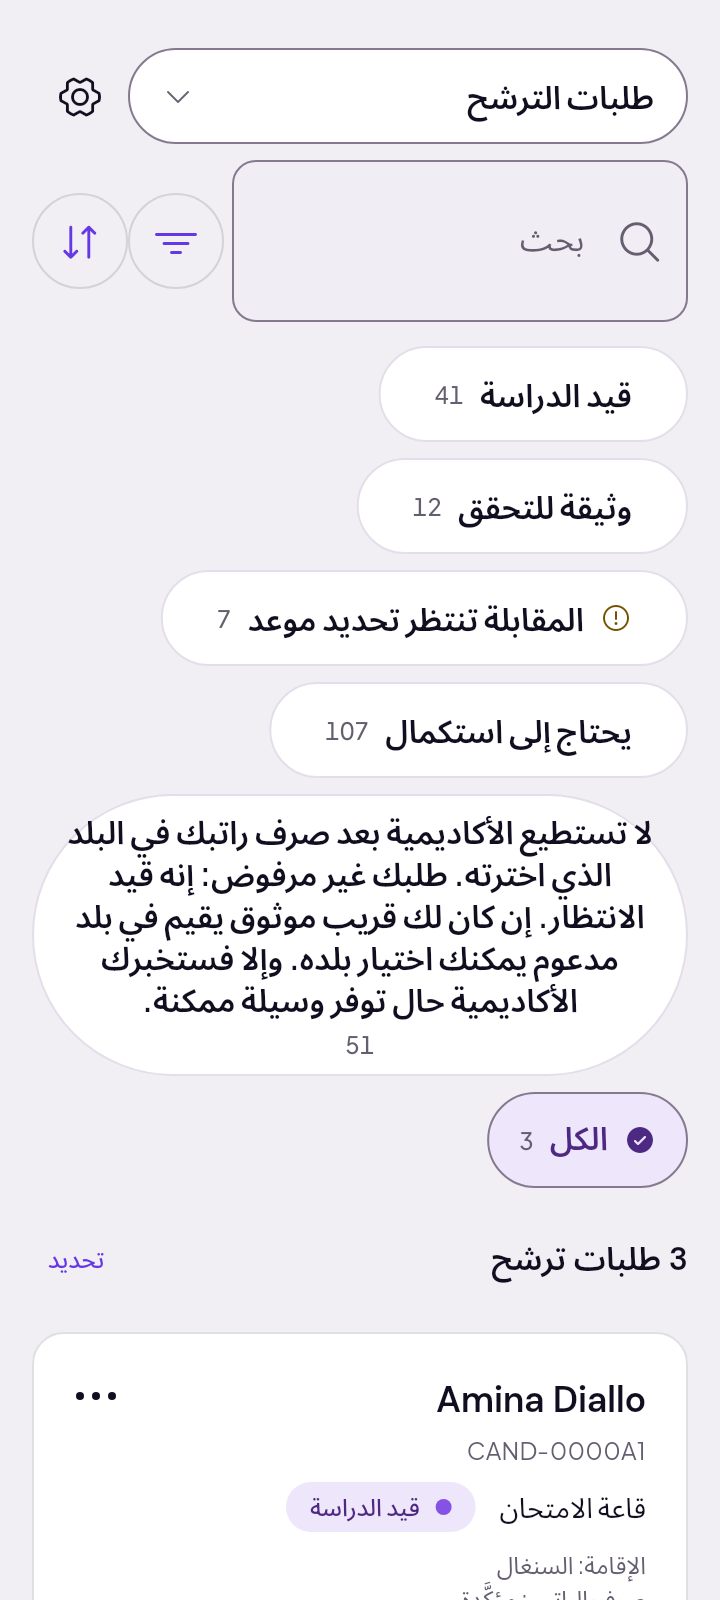 طلبات الترشح
بحث
قيد الدراسة 41
وثيقة للتحقق 12
المقابلة تنتظر تحديد موعد 7
يحتاج إلى استكمال 107
لا تستطيع الأكاديمية بعد صرف راتبك في البلد
الذي اخترته. طلبك غير مرفوض: إنه قيد
الانتظار. إن كان لك قريب موثوق يقيم في بلد
مدعوم يمكنك اختيار بلده. وإلا فستخبرك
الأكاديمية حال توفر وسيلة ممكنة.
51
الكل 3
3 طلبات ترشح
تحديد
Amina Diallo
CAND-0000A1
قاعة الامتحان
قيد الدراسة
الإقامة: السنغال